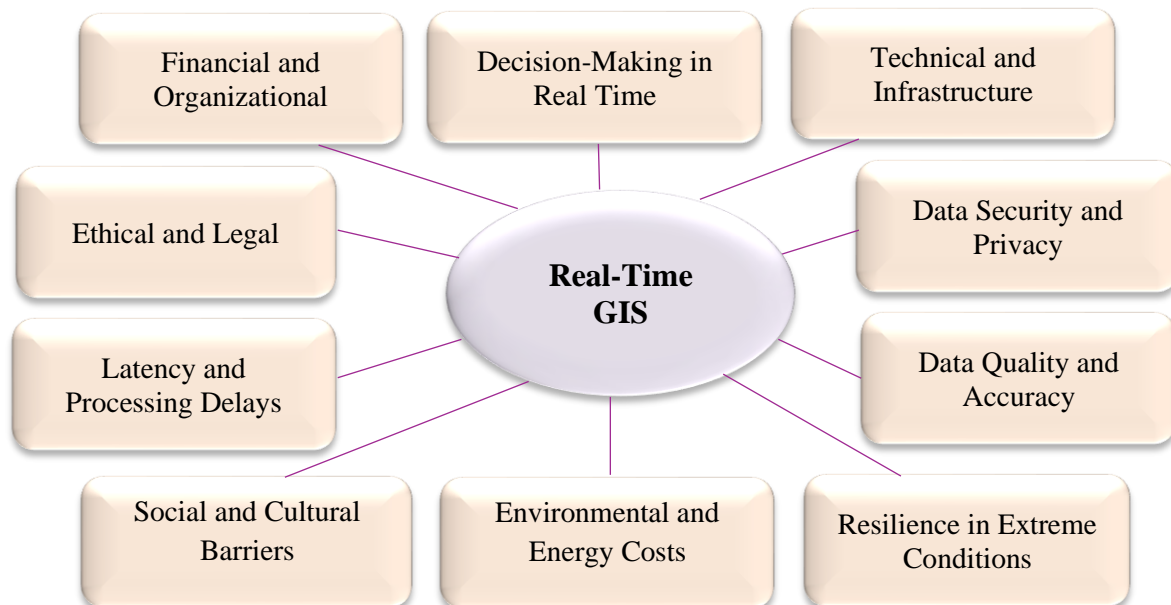 Financial and
Organizational
Decision-Making in
Real Time
Technical and
Infrastructure
Ethical and Legal
Data Security and
Privacy
Real-Time
GIS
Latency and
Processing Delays
Data Quality and
Accuracy
Social and Cultural
Barriers
Environmental and
Energy Costs
Resilience in Extreme
Conditions